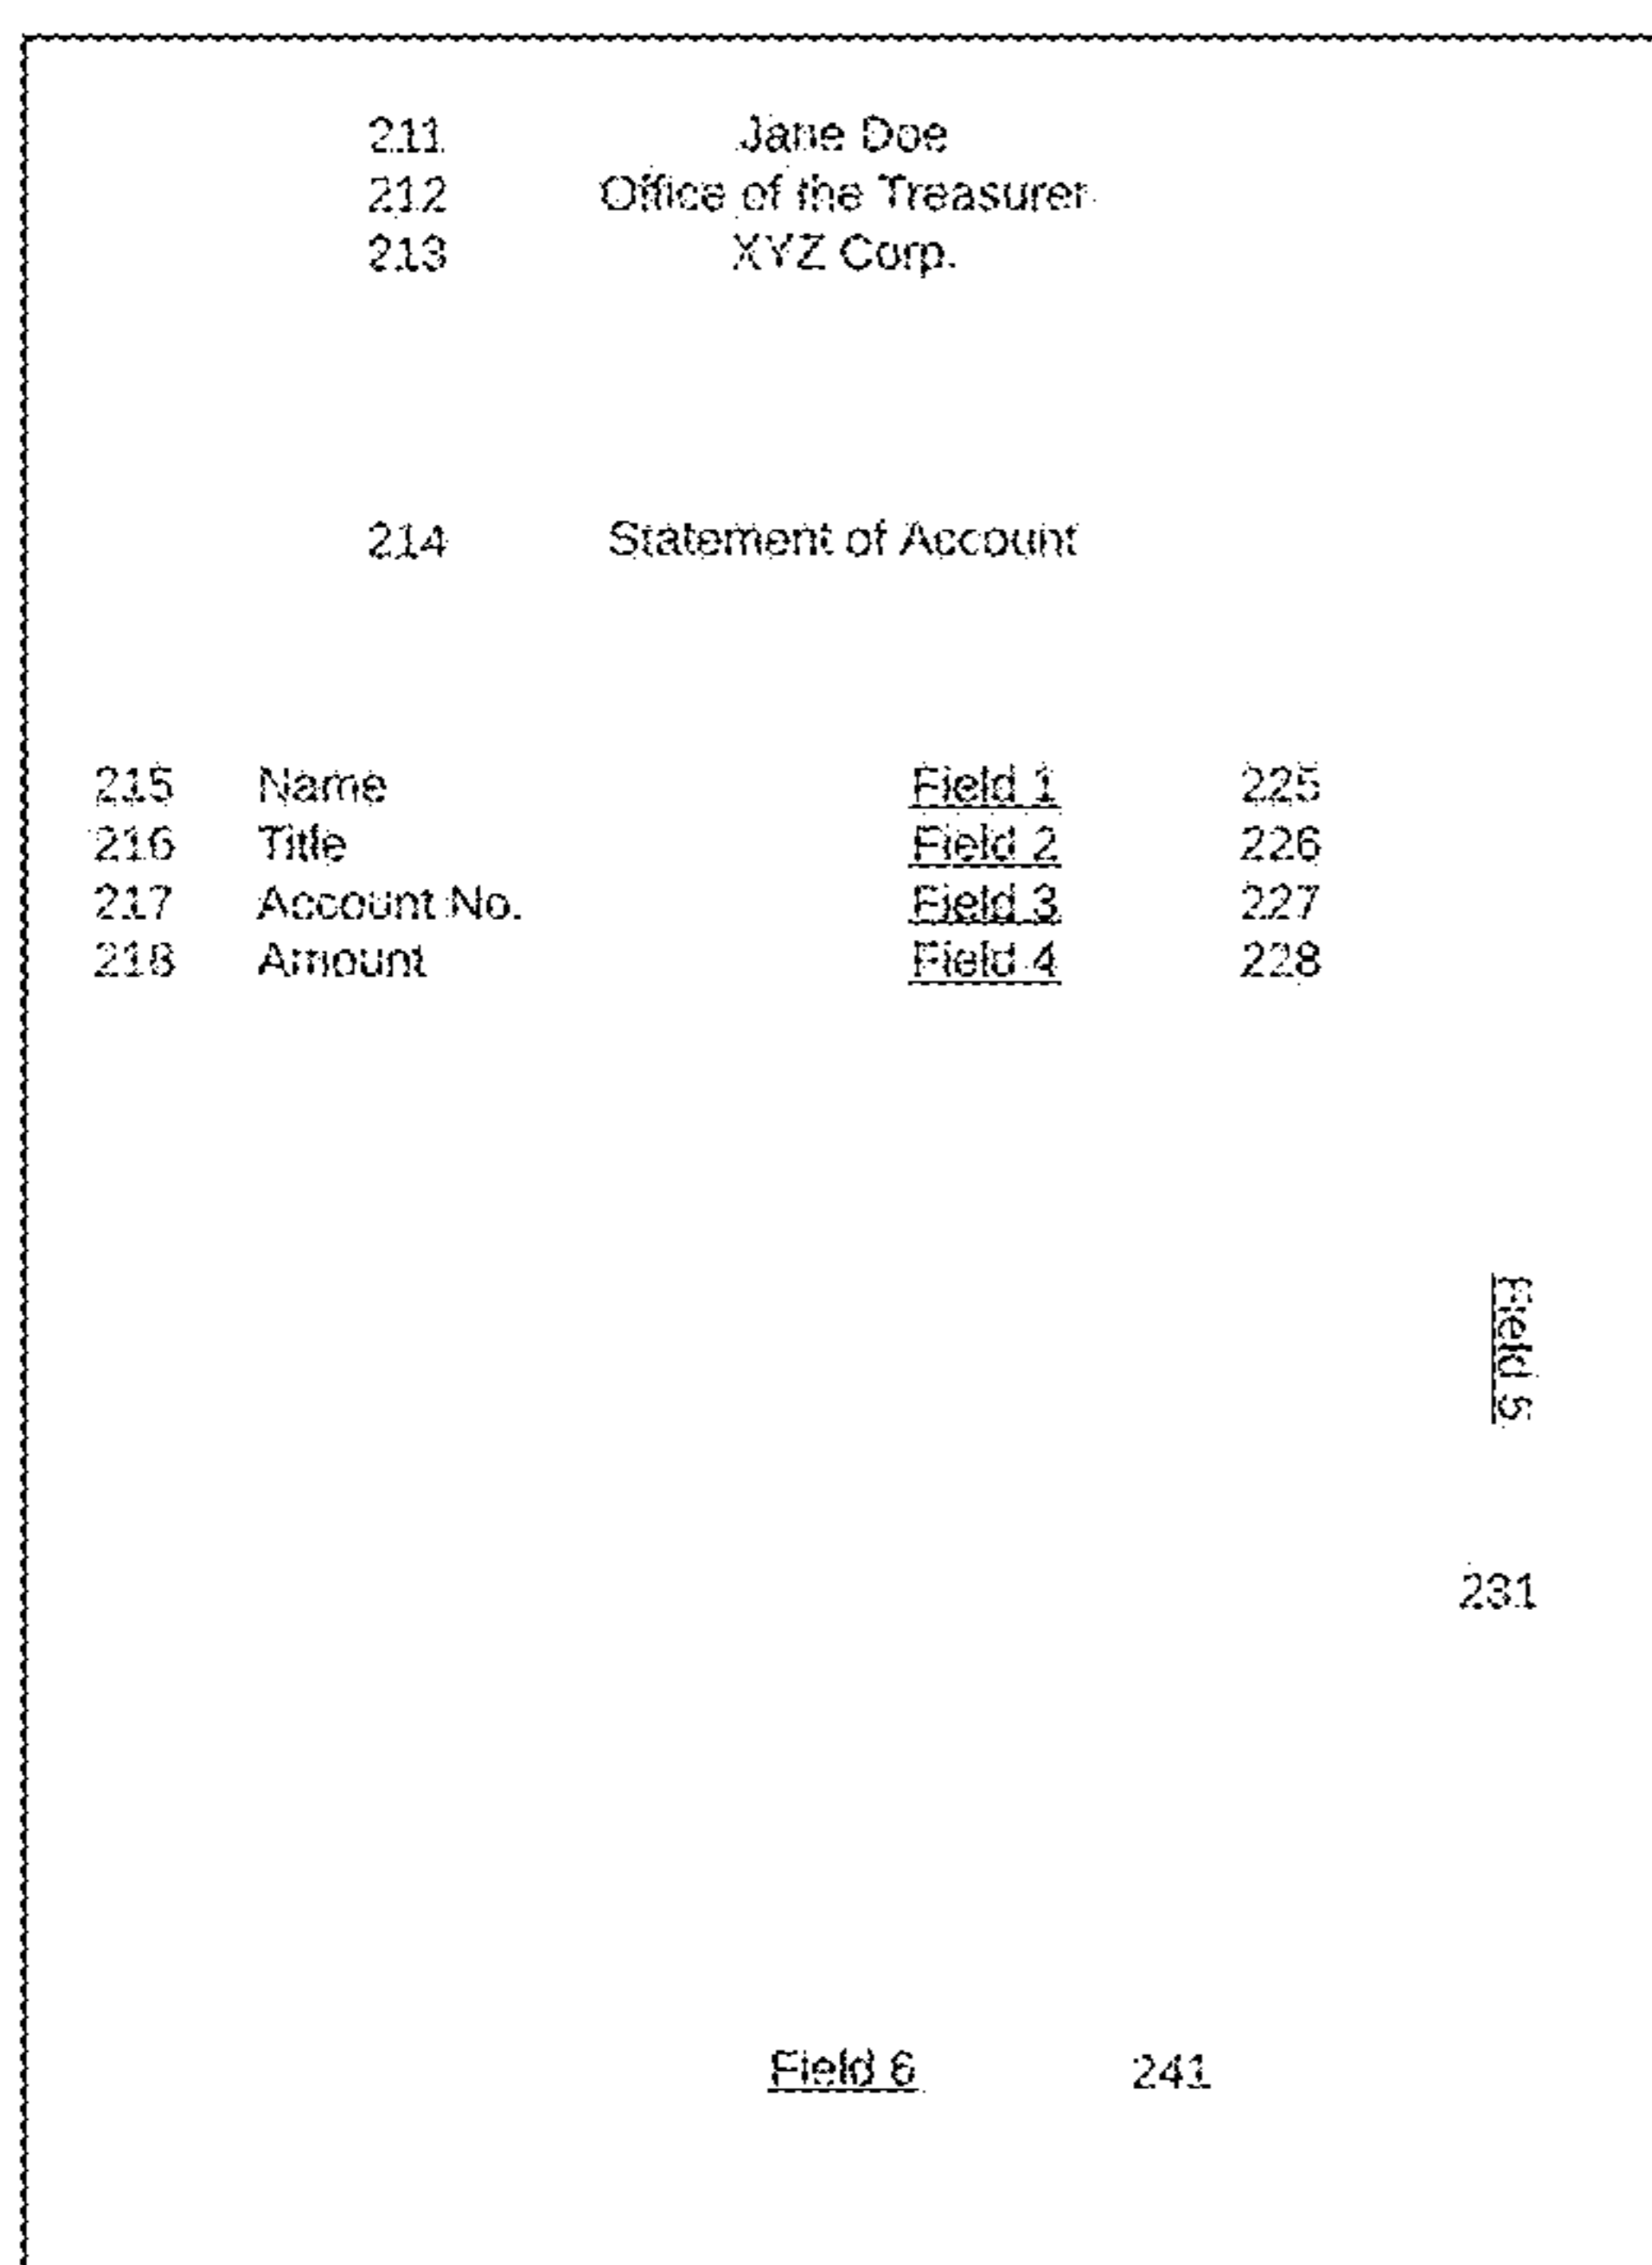 211 Jane Doe
212 Office of the Treasurer
213 XYZ Corp.
214 Statement of Account
215 Name Field 1 225
216 Title Field 2 226
217 Account No. Field 3 227
218 Amount Field 4 228
Field 5
231
Field 6 241